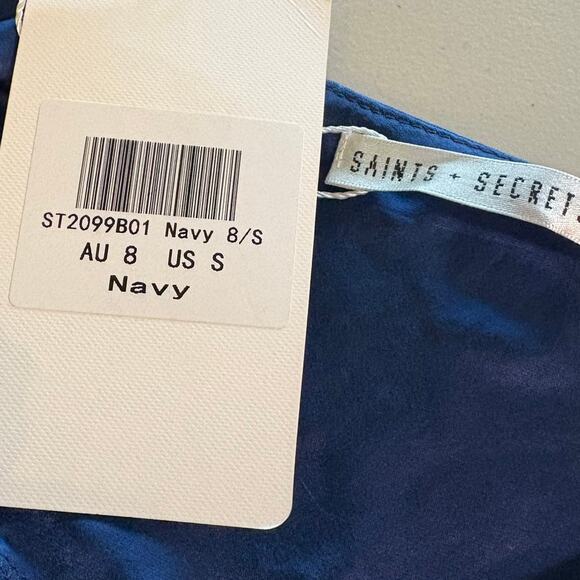 ST2099B01 Navy 8/S
AU 8 US S
Navy
SAINTS + SECRET